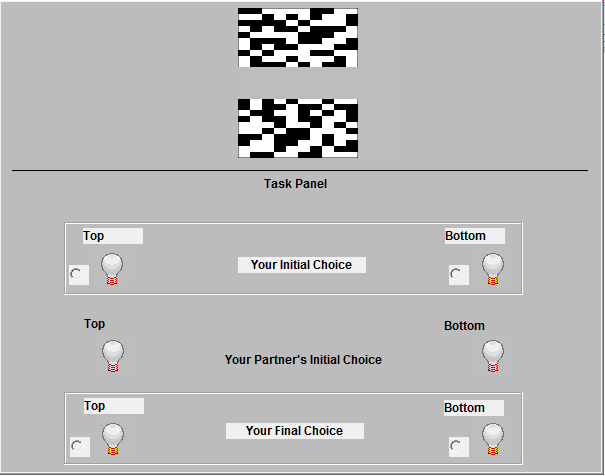 Task Panel
Top
Bottom
Your Initial Choice
Top
Bottom
Your Partner's Initial Choice
Top
Bottom
Your Final Choice